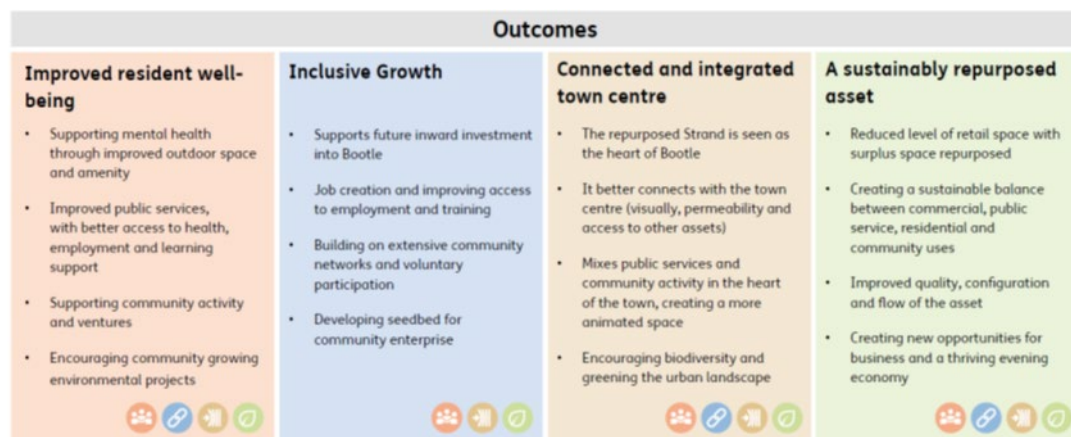 Outcomes
Improved resident well-
being
• Supporting mental health
through improved outdoor space
and amenity
• Improved public services,
with better access to health,
employment and learning
support
• Supporting community activity
and ventures
• Encouraging community growing
environmental projects
Inclusive Growth
• Supports future inward investment
into Bootle
• Job creation and improving access
to employment and training
• Building on extensive community
networks and voluntary
participation
• Developing seedbed for
community enterprise
Connected and integrated
town centre
• The repurposed Strand is seen as
the heart of Bootle
• It better connects with the town
centre (visually, permeability and
access to other assets)
• Mixes public services and
community activity in the heart
of the town, creating a more
animated space
• Encouraging biodiversity and
greening the urban landscape
A sustainably repurposed
asset
• Reduced level of retail space with
surplus space repurposed
• Creating a sustainable balance
between commercial, public
service, residential and
community uses
• Improved quality, configuration
and flow of the asset
• Creating new opportunities for
business and a thriving evening
economy